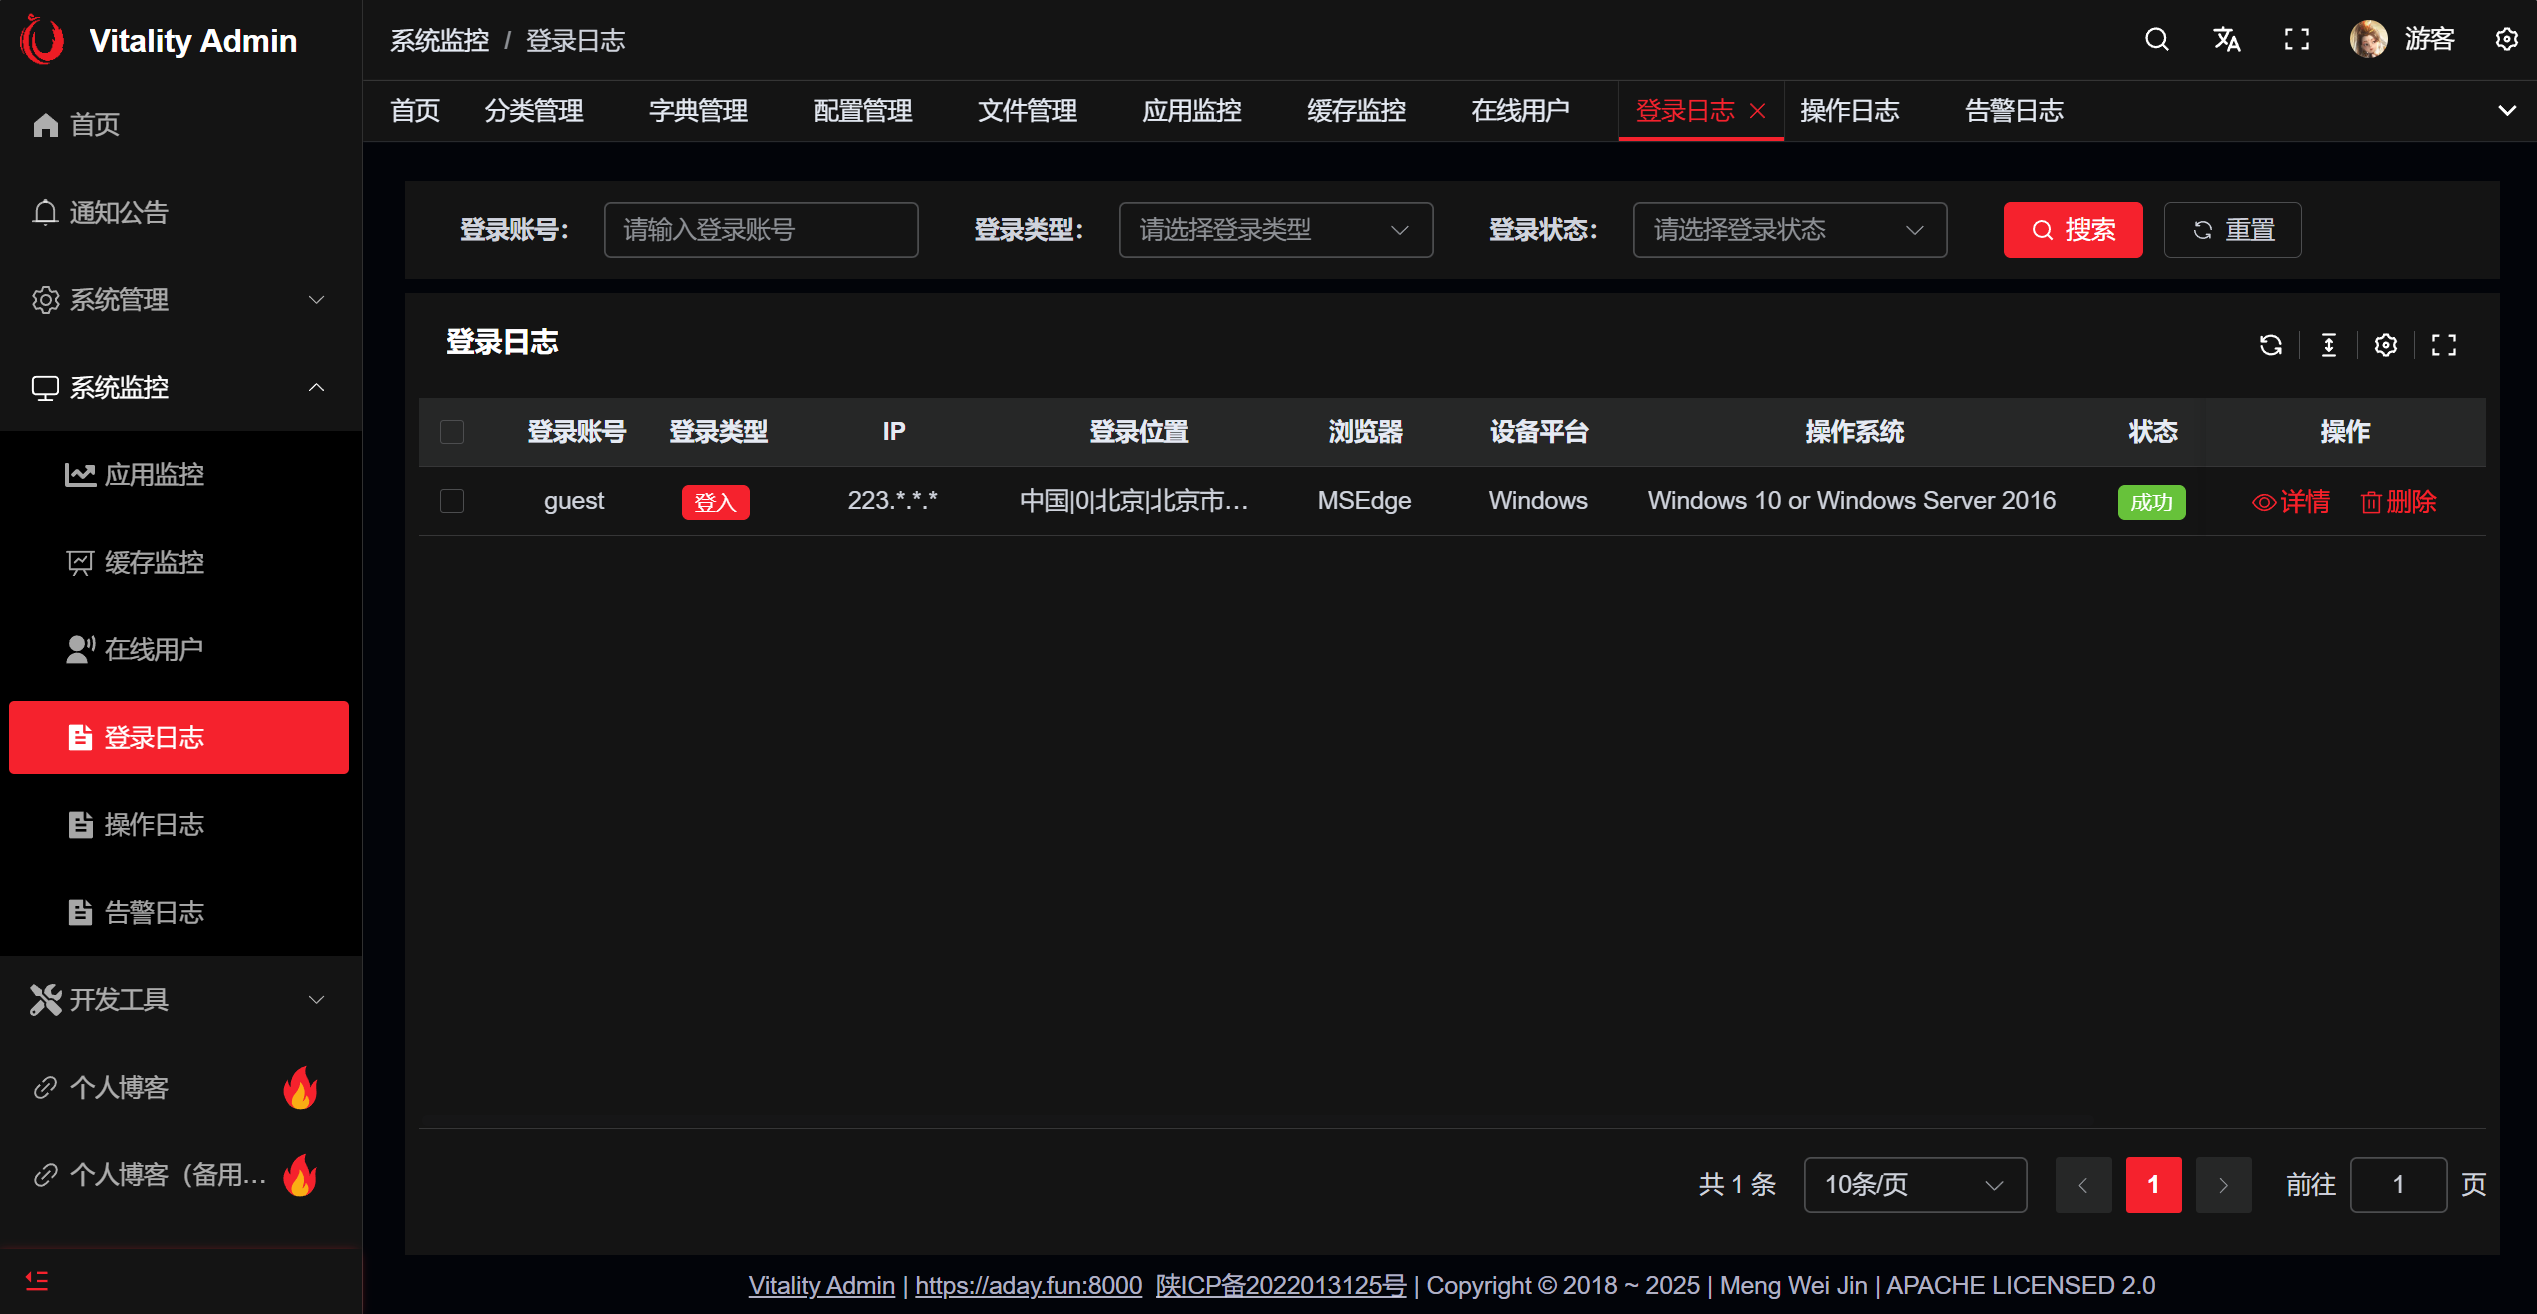 Vitality Admin
首页
通知公告
系统管理
系统监控
应用监控
缓存监控
在线用户
登录日志
操作日志
告警日志
开发工具
个人博客
个人博客（备用...
系统监控 / 登录日志
游客
首页 分类管理 字典管理 配置管理 文件管理 应用监控 缓存监控 在线用户 登录日志 操作日志 告警日志
登录账号： 请输入登录账号 登录类型： 请选择登录类型 登录状态： 请选择登录状态 搜索 重置
登录日志
登录账号 登录类型 IP 登录位置 浏览器 设备平台 操作系统 状态 操作
guest 登入 223.*.*.* 中国|0|北京|北京市... MSEdge Windows Windows 10 or Windows Server 2016 成功 详情 删除
共 1 条 10条/页 1 前往 1 页
Vitality Admin | https://aday.fun:8000 陕ICP备2022013125号 | Copyright © 2018 ~ 2025 | Meng Wei Jin | APACHE LICENSED 2.0